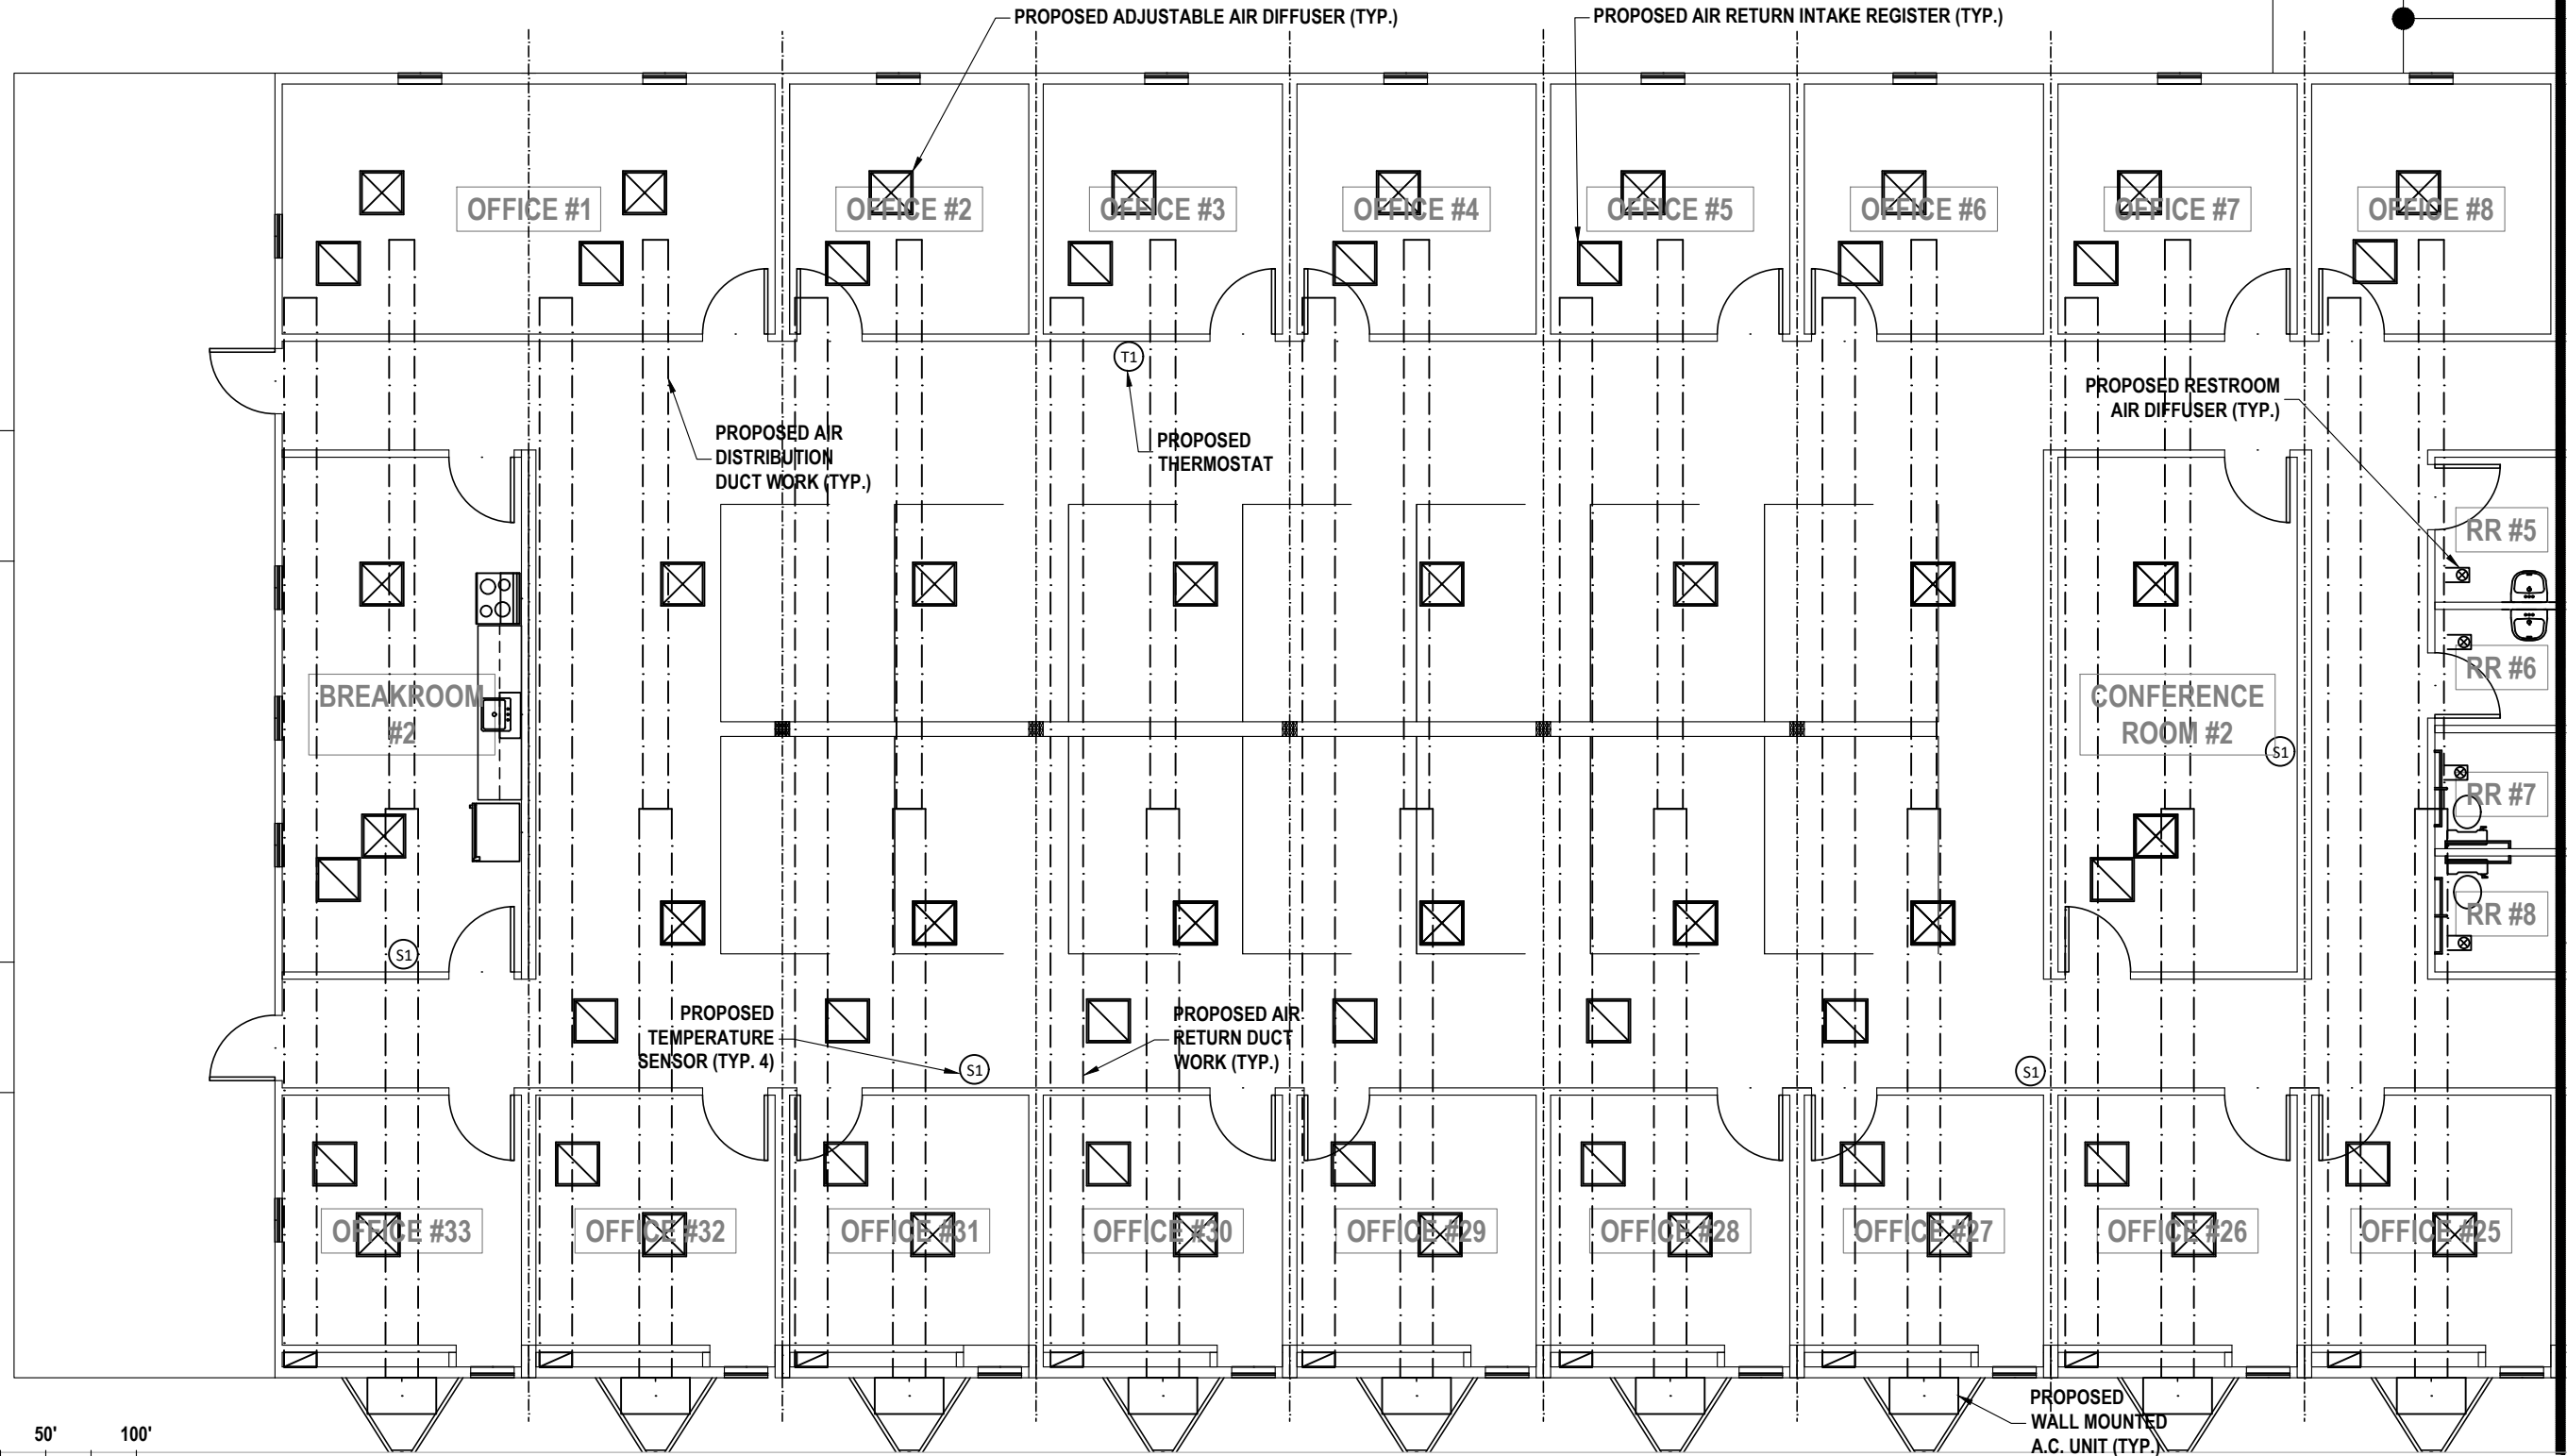 PROPOSED ADJUSTABLE AIR DIFFUSER (TYP.)
PROPOSED AIR RETURN INTAKE REGISTER (TYP.)
OFFICE #1
OFFICE #2
OFFICE #3
OFFICE #4
OFFICE #5
OFFICE #6
OFFICE #7
OFFICE #8
T1
PROPOSED AIR
DISTRIBUTION
DUCT WORK (TYP.)
PROPOSED
THERMOSTAT
PROPOSED RESTROOM
AIR DIFFUSER (TYP.)
RR #5
RR #6
BREAKROOM
#2
CONFERENCE
ROOM #2
S1
RR #7
RR #8
S1
PROPOSED
TEMPERATURE
SENSOR (TYP. 4)
S1
PROPOSED AIR
RETURN DUCT
WORK (TYP.)
S1
OFFICE #33
OFFICE #32
OFFICE #31
OFFICE #30
OFFICE #29
OFFICE #28
OFFICE #27
OFFICE #26
OFFICE #25
PROPOSED
WALL MOUNTED
A.C. UNIT (TYP.)
50'
100'